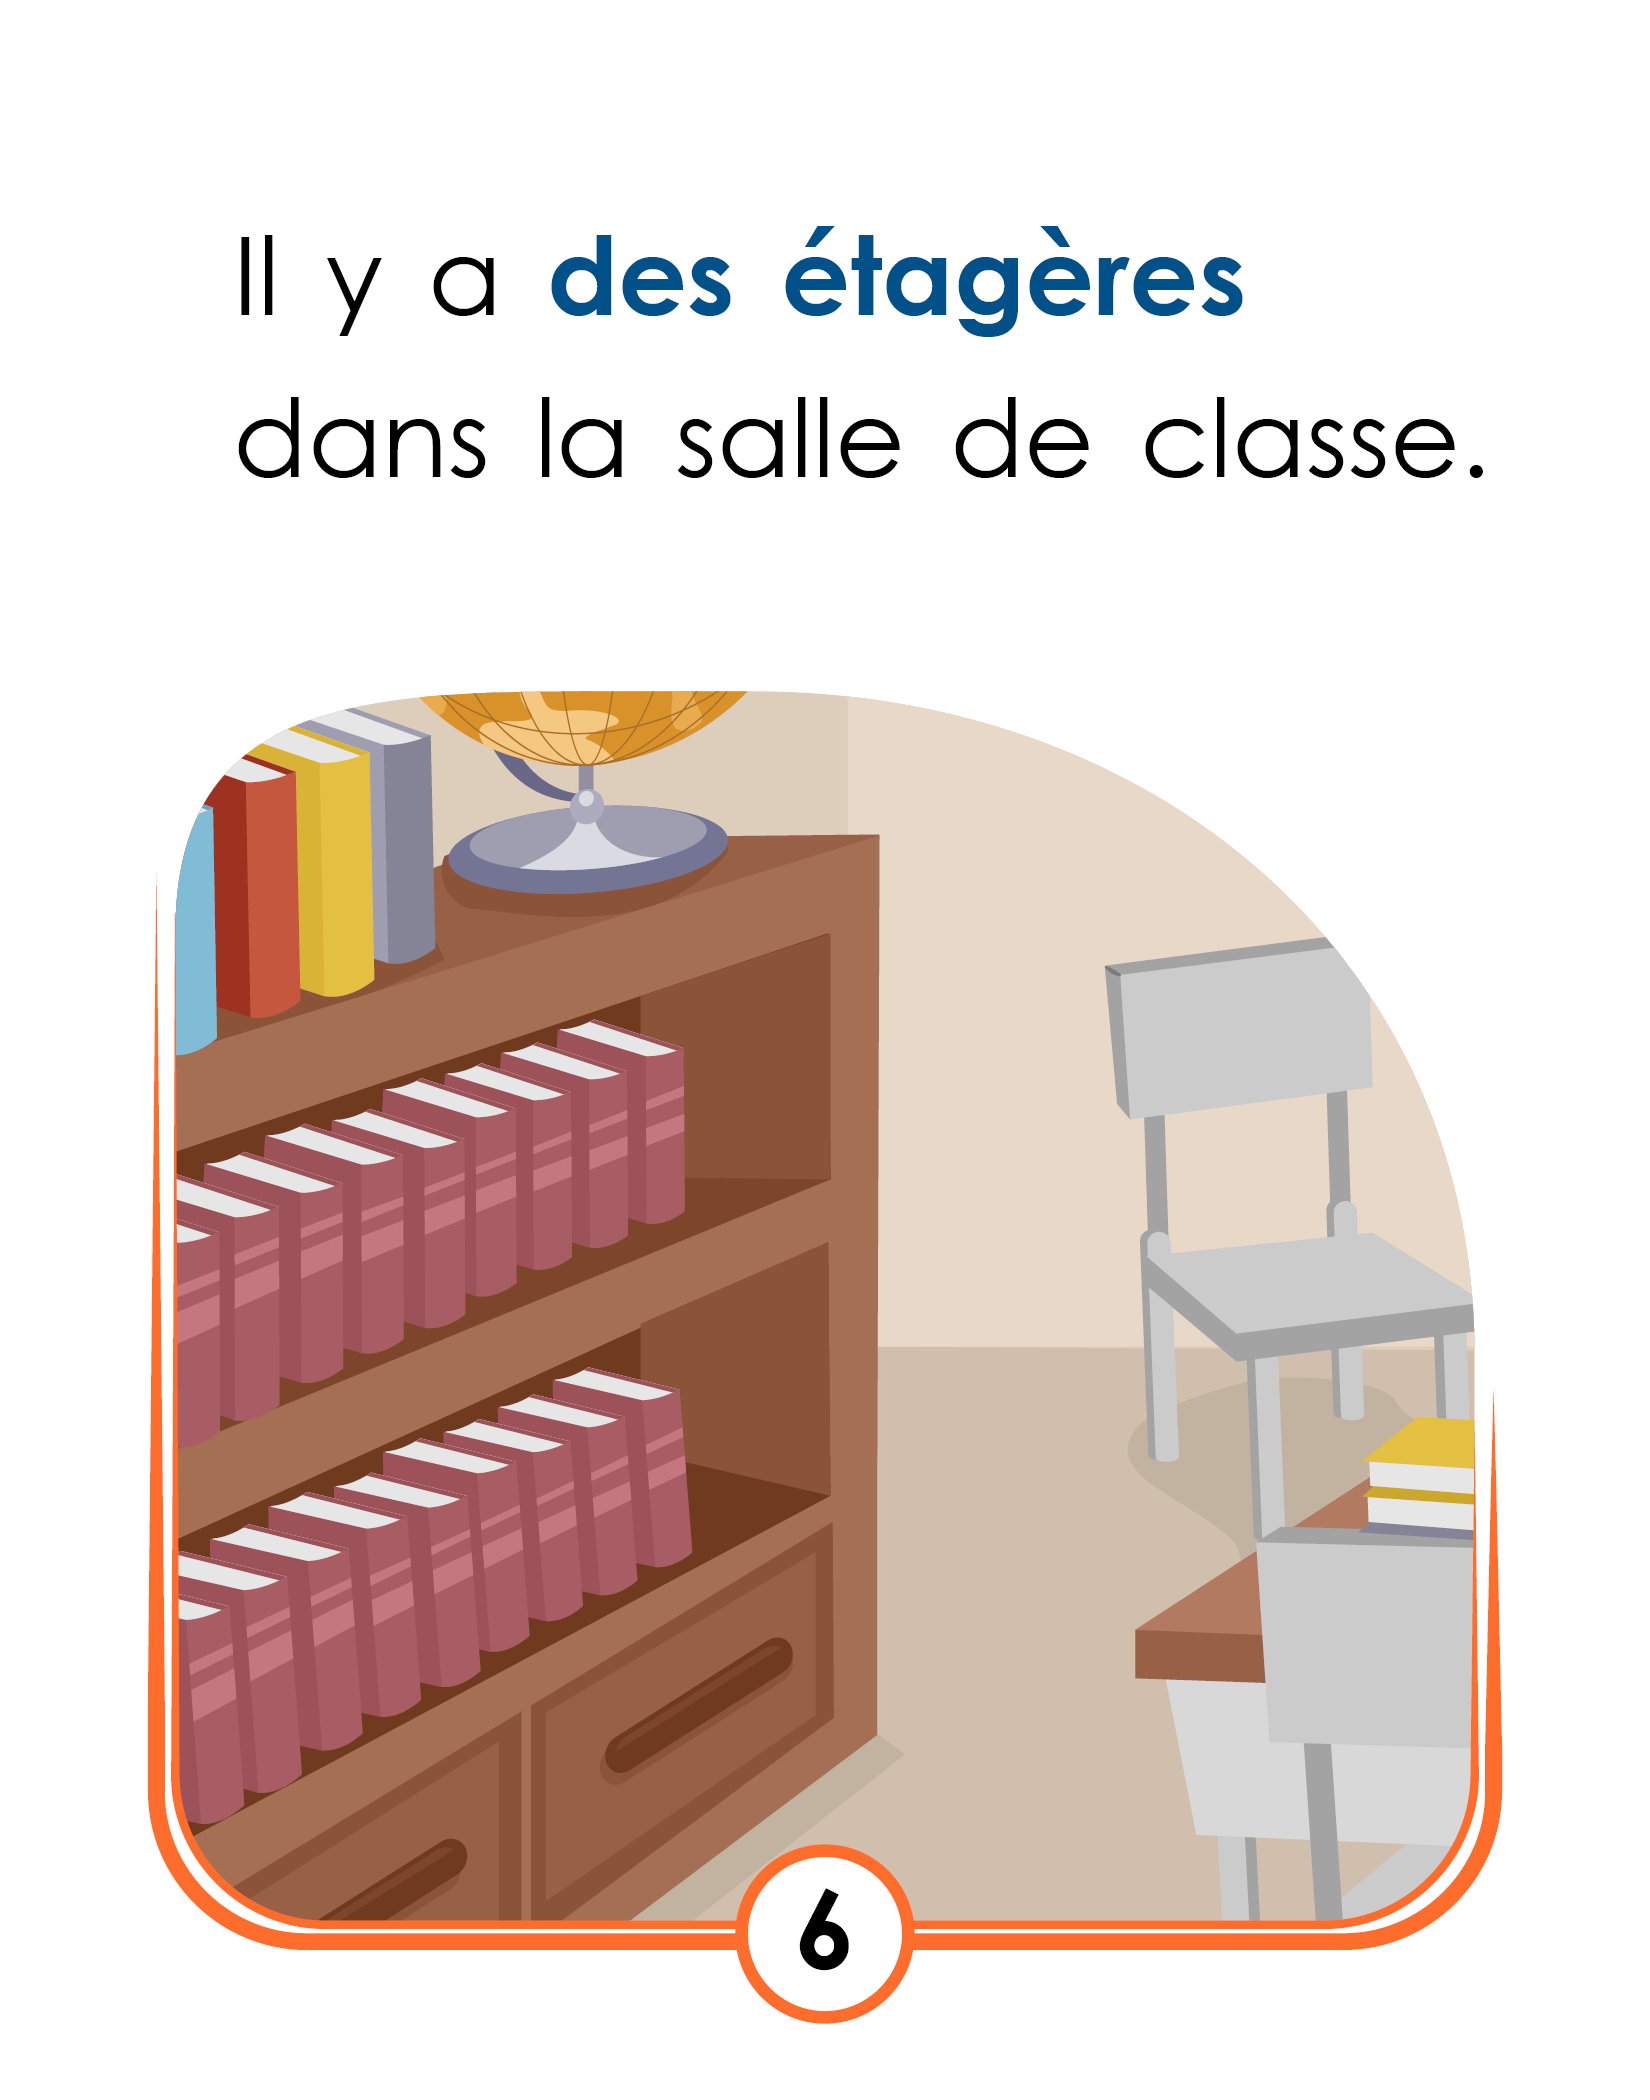 Il y a des étagères
dans la salle de classe.
6